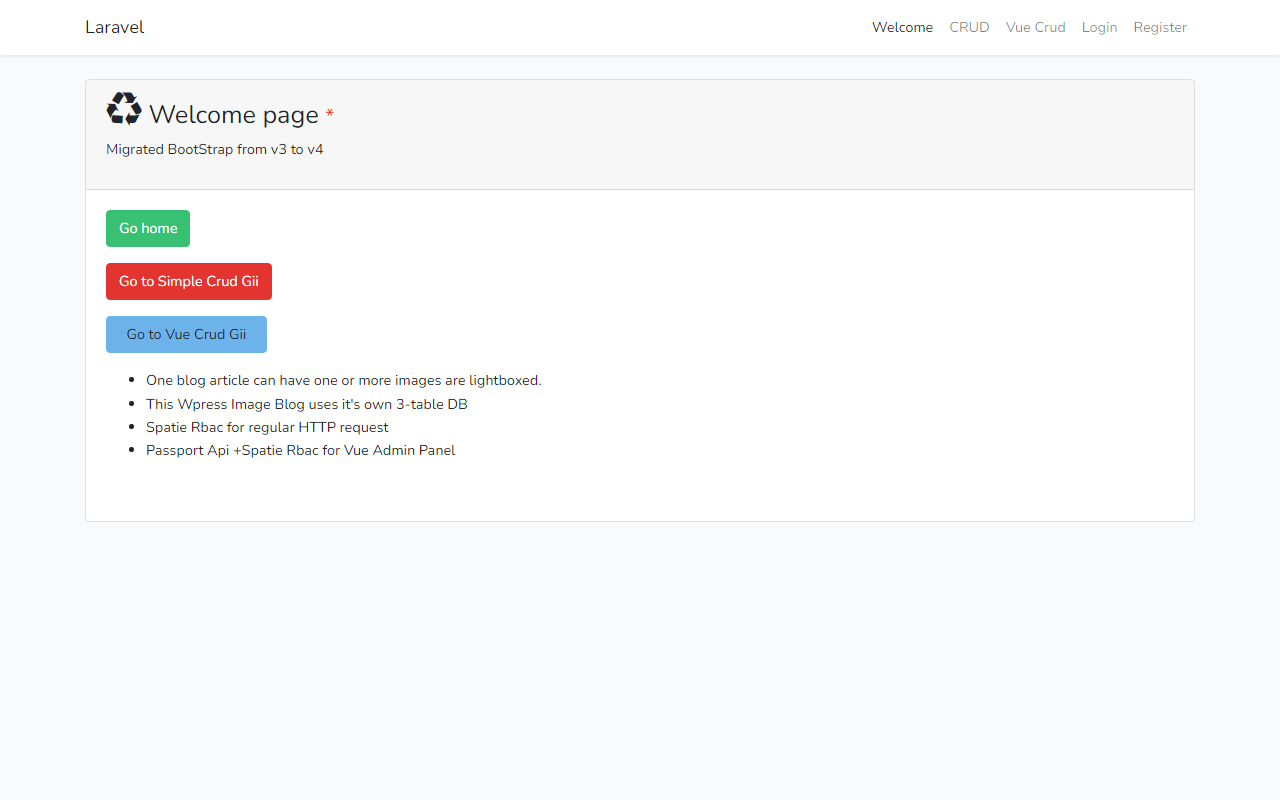 Laravel
Welcome CRUD Vue Crud Login Register
Welcome page *
Migrated BootStrap from v3 to v4
Go home
Go to Simple Crud Gii
Go to Vue Crud Gii
One blog article can have one or more images are lightboxed.
This Wpress Image Blog uses it's own 3-table DB
Spatie Rbac for regular HTTP request
Passport Api +Spatie Rbac for Vue Admin Panel